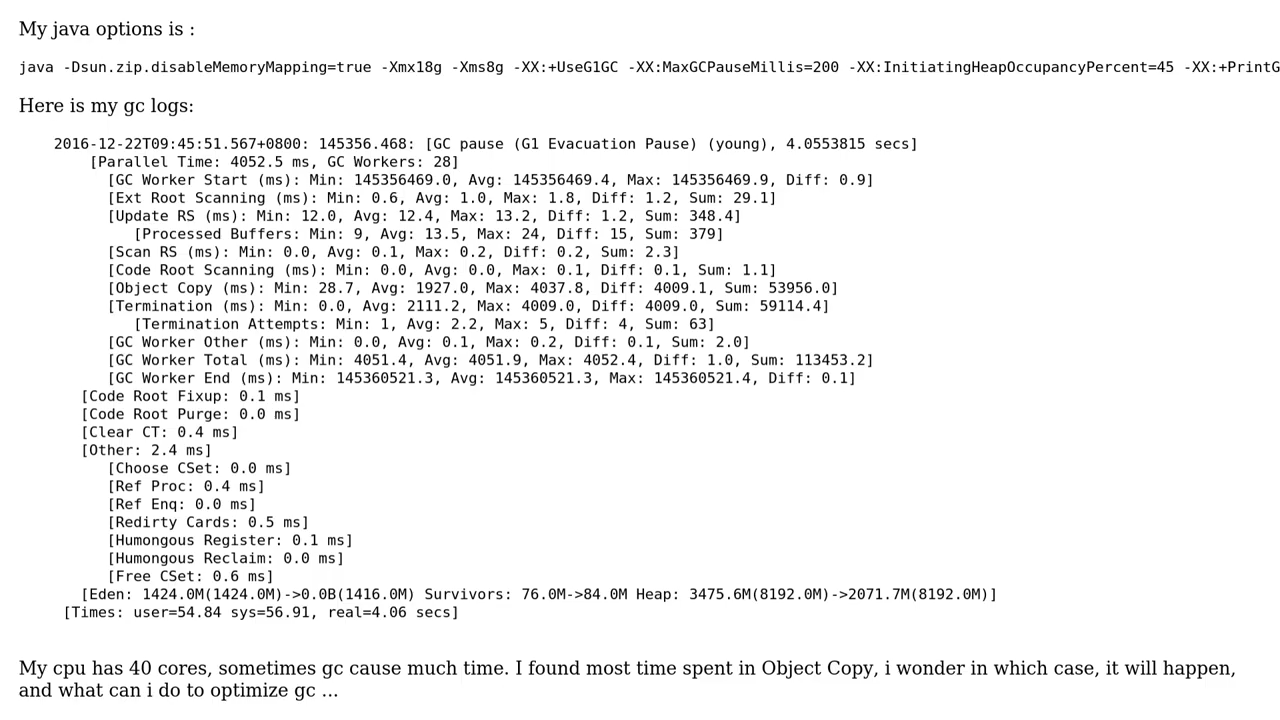 My java options is :
java -Dsun.zip.disableMemoryMapping=true -Xmx18g -Xms8g -XX:+UseG1GC -XX:MaxGCPauseMillis=200 -XX:InitiatingHeapOccupancyPercent=45 -XX:+PrintG
Here is my gc logs:
2016-12-22T09:45:51.567+0800: 145356.468: [GC pause (G1 Evacuation Pause) (young), 4.0553815 secs]
[Parallel Time: 4052.5 ms, GC Workers: 28]
[GC Worker Start (ms): Min: 145356469.0, Avg: 145356469.4, Max: 145356469.9, Diff: 0.9]
[Ext Root Scanning (ms): Min: 0.6, Avg: 1.0, Max: 1.8, Diff: 1.2, Sum: 29.1]
[Update RS (ms): Min: 12.0, Avg: 12.4, Max: 13.2, Diff: 1.2, Sum: 348.4]
[Processed Buffers: Min: 9, Avg: 13.5, Max: 24, Diff: 15, Sum: 379]
[Scan RS (ms): Min: 0.0, Avg: 0.1, Max: 0.2, Diff: 0.2, Sum: 2.3]
[Code Root Scanning (ms): Min: 0.0, Avg: 0.0, Max: 0.1, Diff: 0.1, Sum: 1.1]
[Object Copy (ms): Min: 28.7, Avg: 1927.0, Max: 4037.8, Diff: 4009.1, Sum: 53956.0]
[Termination (ms): Min: 0.0, Avg: 2111.2, Max: 4009.0, Diff: 4009.0, Sum: 59114.4]
[Termination Attempts: Min: 1, Avg: 2.2, Max: 5, Diff: 4, Sum: 63]
[GC Worker Other (ms): Min: 0.0, Avg: 0.1, Max: 0.2, Diff: 0.1, Sum: 2.0]
[GC Worker Total (ms): Min: 4051.4, Avg: 4051.9, Max: 4052.4, Diff: 1.0, Sum: 113453.2]
[GC Worker End (ms): Min: 145360521.3, Avg: 145360521.3, Max: 145360521.4, Diff: 0.1]
[Code Root Fixup: 0.1 ms]
[Code Root Purge: 0.0 ms]
[Clear CT: 0.4 ms]
[Other: 2.4 ms]
[Choose CSet: 0.0 ms]
[Ref Proc: 0.4 ms]
[Ref Enq: 0.0 ms]
[Redirty Cards: 0.5 ms]
[Humongous Register: 0.1 ms]
[Humongous Reclaim: 0.0 ms]
[Free CSet: 0.6 ms]
[Eden: 1424.0M(1424.0M)->0.0B(1416.0M) Survivors: 76.0M->84.0M Heap: 3475.6M(8192.0M)->2071.7M(8192.0M)]
[Times: user=54.84 sys=56.91, real=4.06 secs]
My cpu has 40 cores, sometimes gc cause much time. I found most time spent in Object Copy, i wonder in which case, it will happen,
and what can i do to optimize gc ...